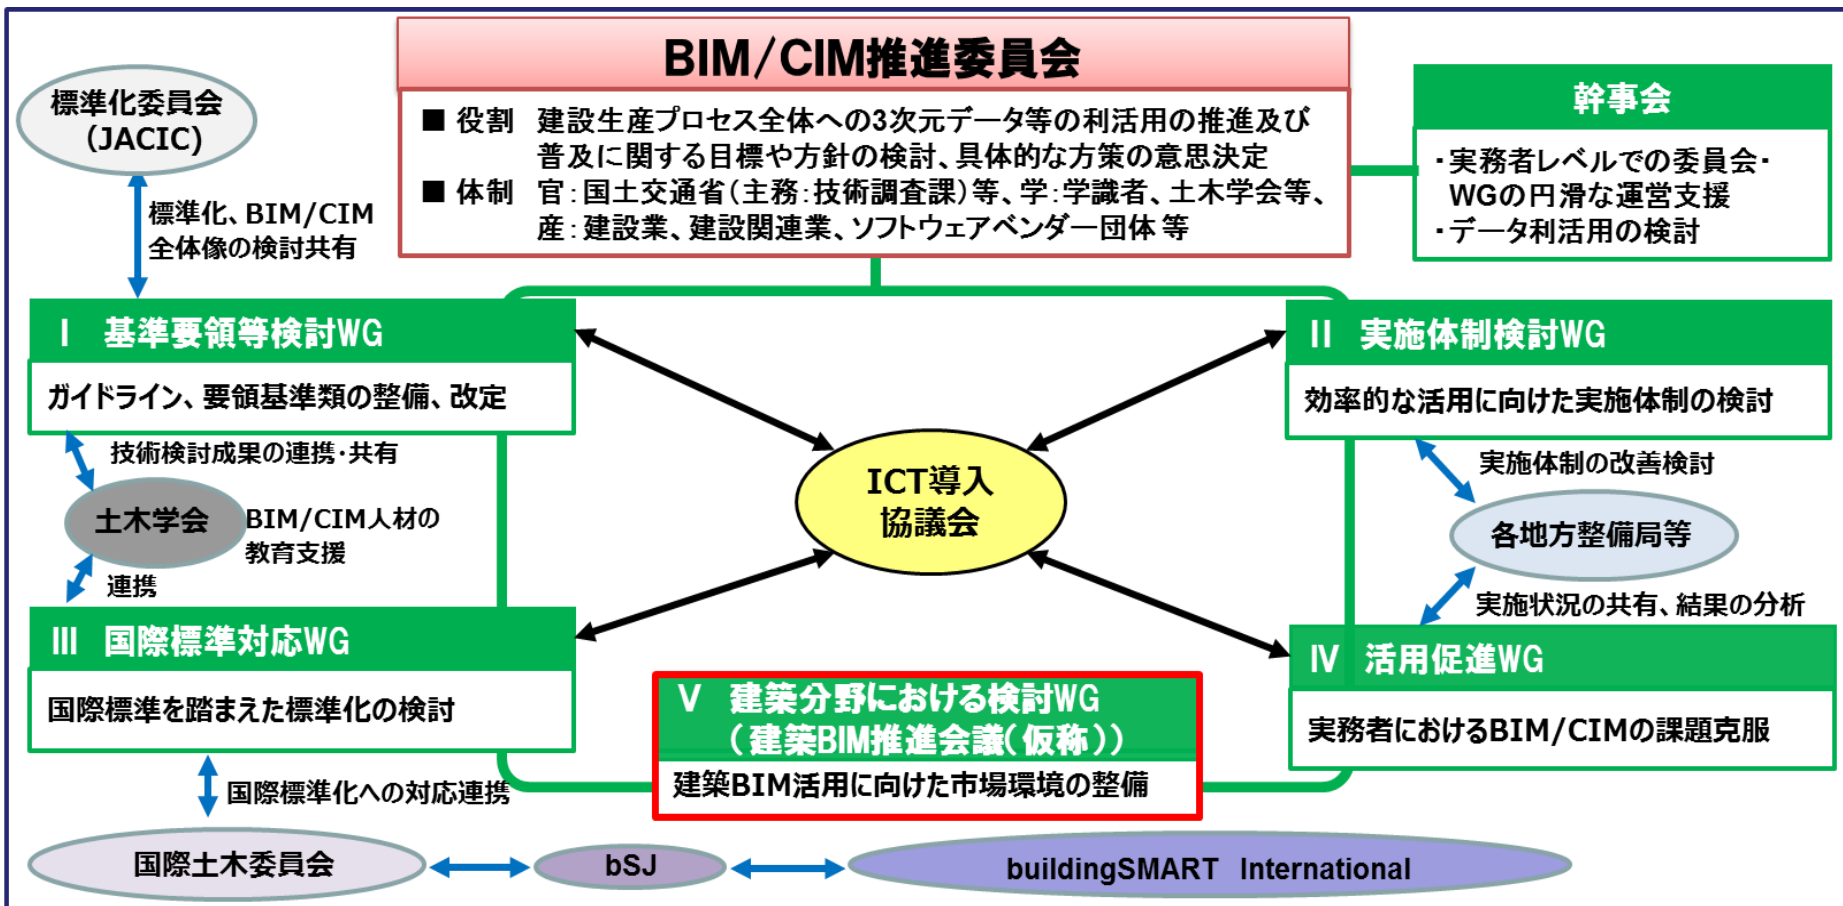 BIM/CIM推進委員会
■ 役割 建設生産プロセス全体への3次元データ等の利活用の推進及び
普及に関する目標や方針の検討、具体的な方策の意思決定
■ 体制 官：国土交通省（主務：技術調査課）等、学：学識者、土木学会等、
産：建設業、建設関連業、ソフトウェアベンダー団体 等
幹事会
・実務者レベルでの委員会・
WGの円滑な運営支援
・データ利活用の検討
標準化委員会
(JACIC)
標準化、BIM/CIM
全体像の検討共有
Ⅰ 基準要領等検討WG
ガイドライン、要領基準類の整備、改定
Ⅱ 実施体制検討WG
効率的な活用に向けた実施体制の検討
技術検討成果の連携・共有
土木学会
BIM/CIM人材の
教育支援
連携
ICT導入
協議会
実施体制の改善検討
各地方整備局等
実施状況の共有、結果の分析
Ⅲ 国際標準対応WG
国際標準を踏まえた標準化の検討
Ⅳ 活用促進WG
実務者におけるBIM/CIMの課題克服
Ⅴ 建築分野における検討WG
（建築BIM推進会議（仮称））
建築BIM活用に向けた市場環境の整備
国際標準化への対応連携
国際土木委員会
bSJ
buildingSMART International